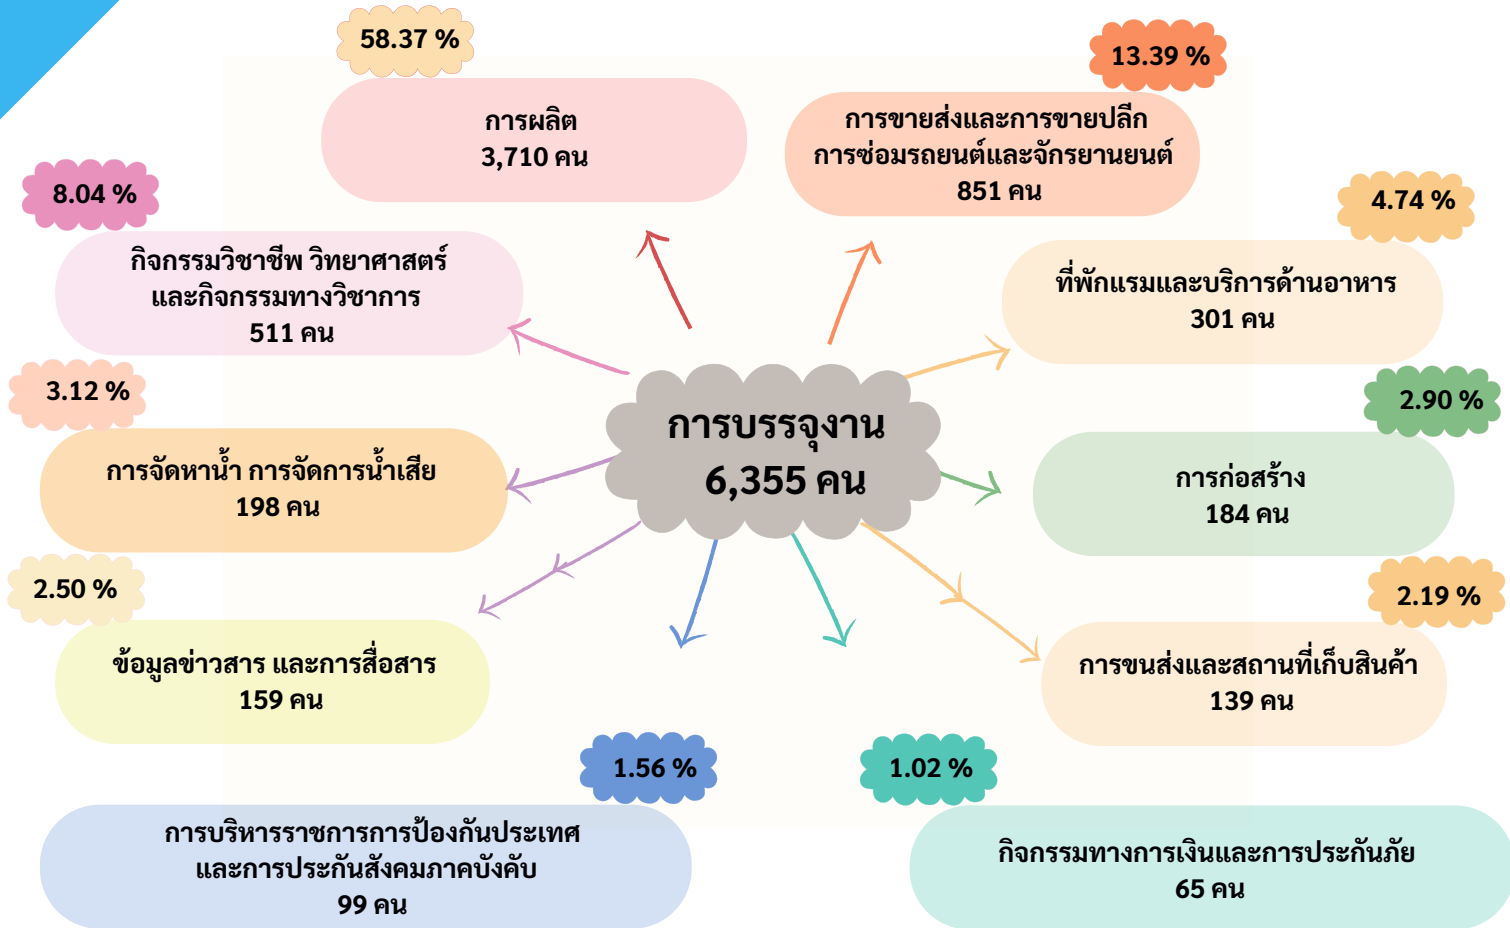 58.37 %
การผลิต
3,710 คน
13.39 %
การขายส่งและการขายปลีก
การซ่อมรถยนต์และจักรยานยนต์
851 คน
8.04 %
กิจกรรมวิชาชีพ วิทยาศาสตร์
และกิจกรรมทางวิชาการ
511 คน
4.74 %
ที่พักแรมและบริการด้านอาหาร
301 คน
3.12 %
การจัดหาน้ำ การจัดการน้ำเสีย
198 คน
การบรรจุงาน
6,355 คน
2.90 %
การก่อสร้าง
184 คน
2.50 %
ข้อมูลข่าวสาร และการสื่อสาร
159 คน
2.19 %
การขนส่งและสถานที่เก็บสินค้า
139 คน
1.56 %
การบริหารราชการการป้องกันประเทศ
และการประกันสังคมภาคบังคับ
99 คน
1.02 %
กิจกรรมทางการเงินและการประกันภัย
65 คน